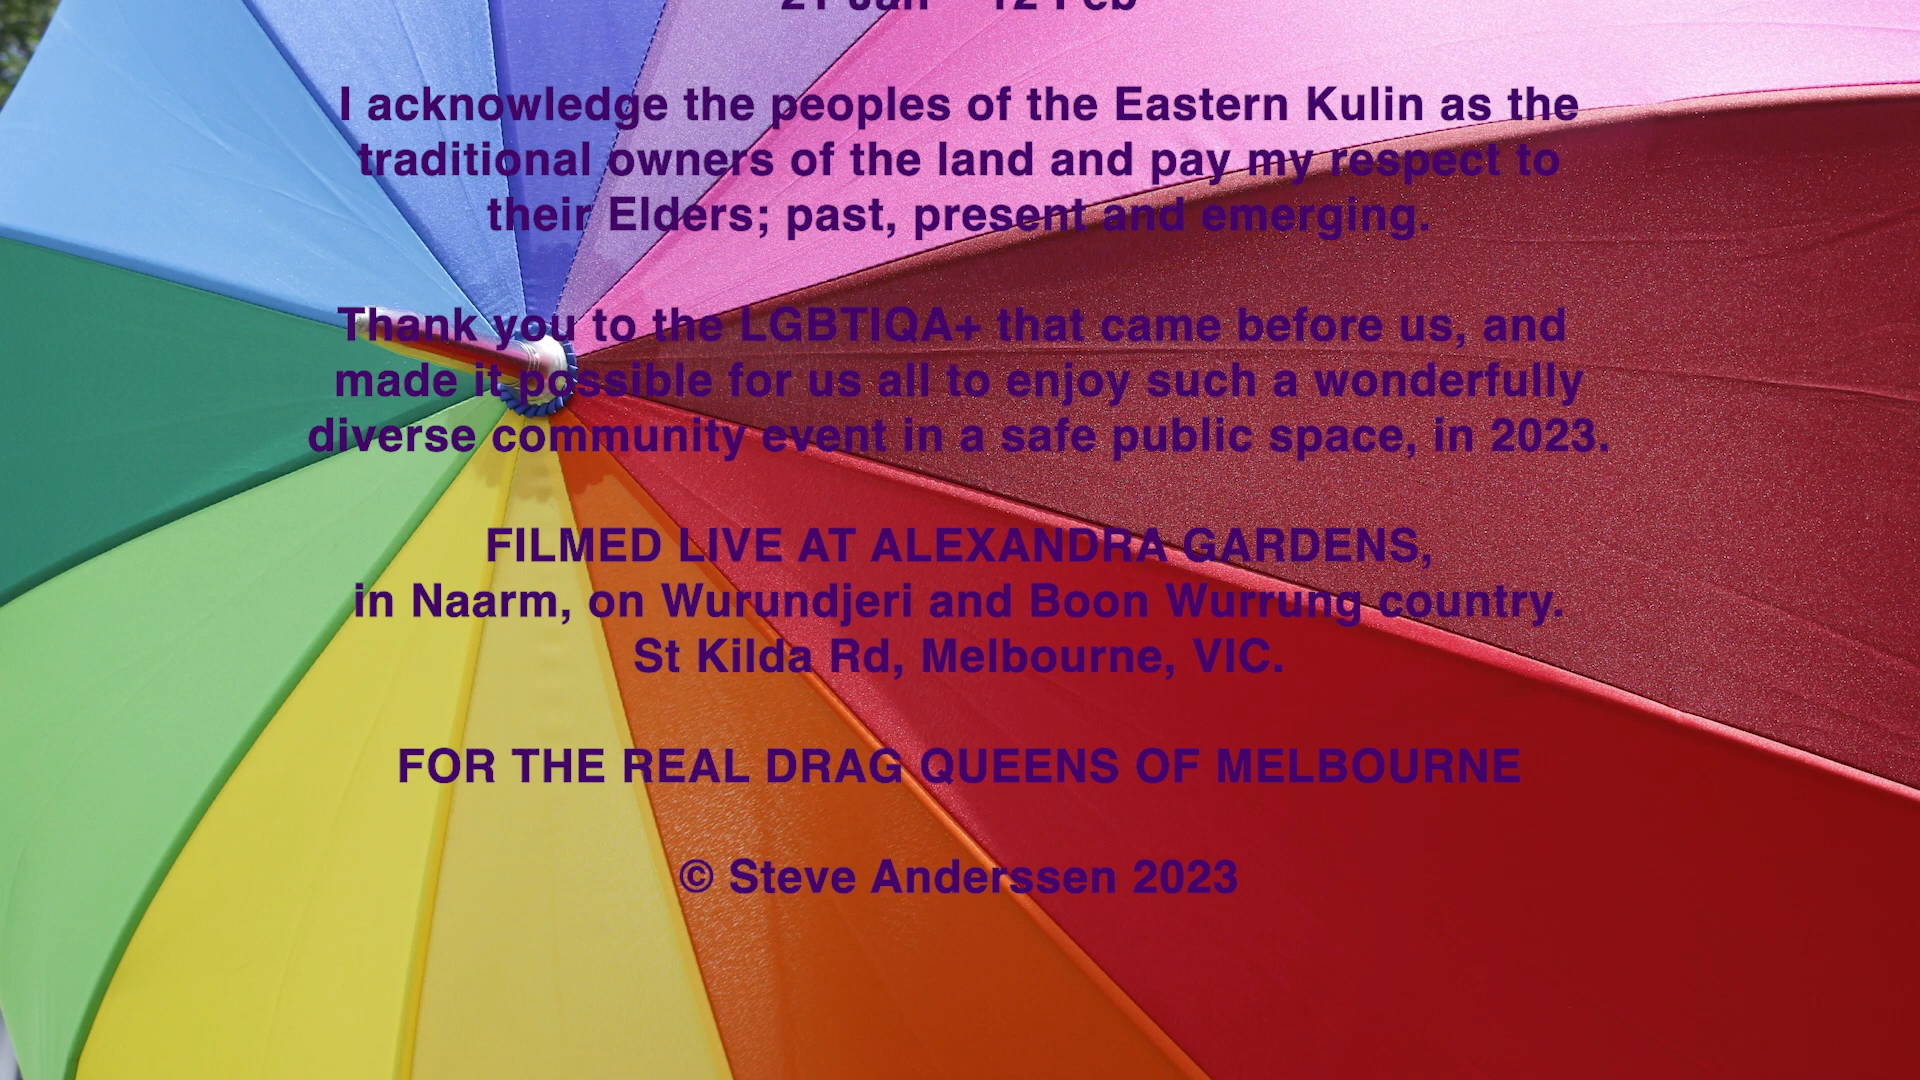 21 Jan – 12 Feb
I acknowledge the peoples of the Eastern Kulin as the
traditional owners of the land and pay my respect to
their Elders; past, present and emerging.
Thank you to the LGBTIQA+ that came before us, and
made it possible for us all to enjoy such a wonderfully
diverse community event in a safe public space, in 2023.
FILMED LIVE AT ALEXANDRA GARDENS,
in Naarm, on Wurundjeri and Boon Wurrung country.
St Kilda Rd, Melbourne, VIC.
FOR THE REAL DRAG QUEENS OF MELBOURNE
© Steve Anderssen 2023